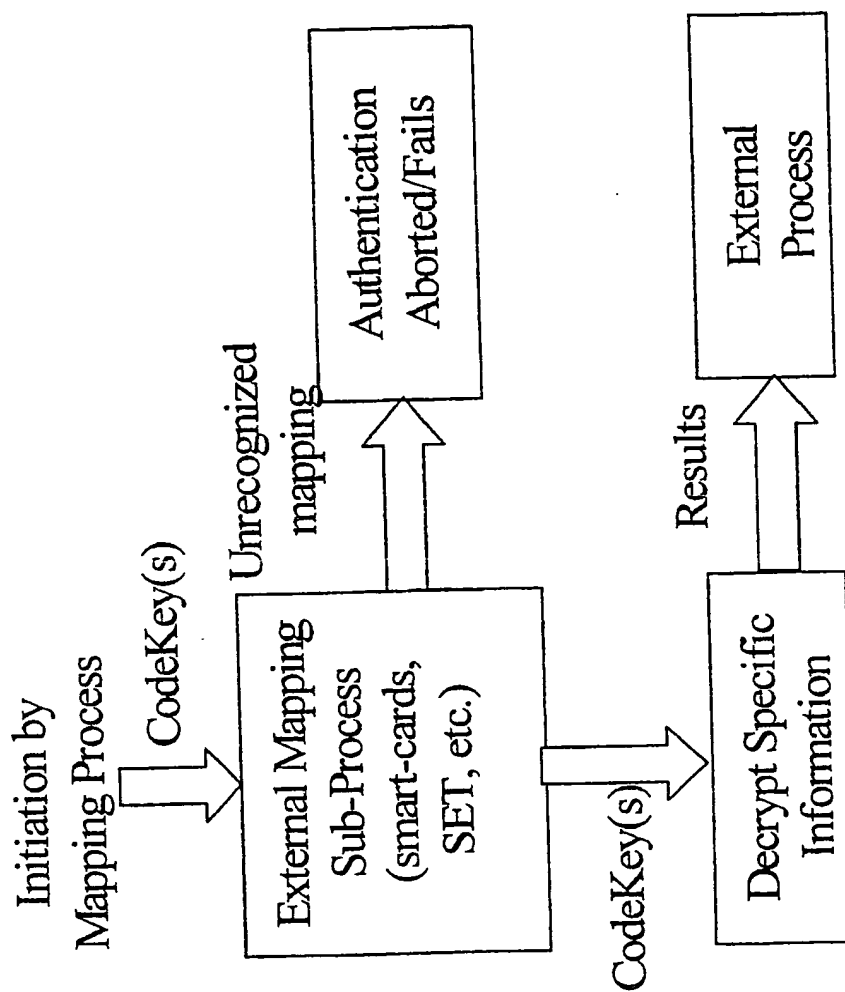 Initiation by
Mapping Process
CodeKey(s)
External Mapping
Sub-Process
(smart-cards,
SET, etc.)
Unrecognized
mapping
Authentication
Aborted/Fails
CodeKey(s)
Decrypt Specific
Information
Results
External
Process